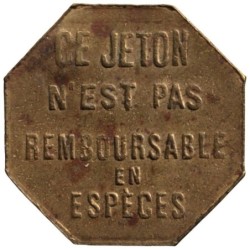 CE JETON
N'EST PAS
REMBOURSABLE
EN
ESPÈCES